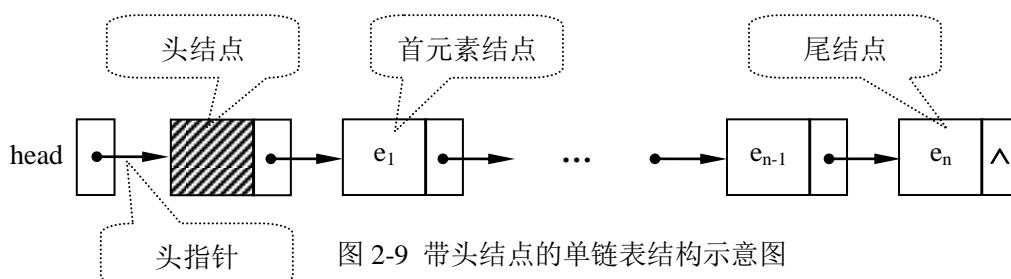 头结点
首元素结点
尾结点
head
e1
...
en-1
en
∧
头指针
图 2-9 带头结点的单链表结构示意图